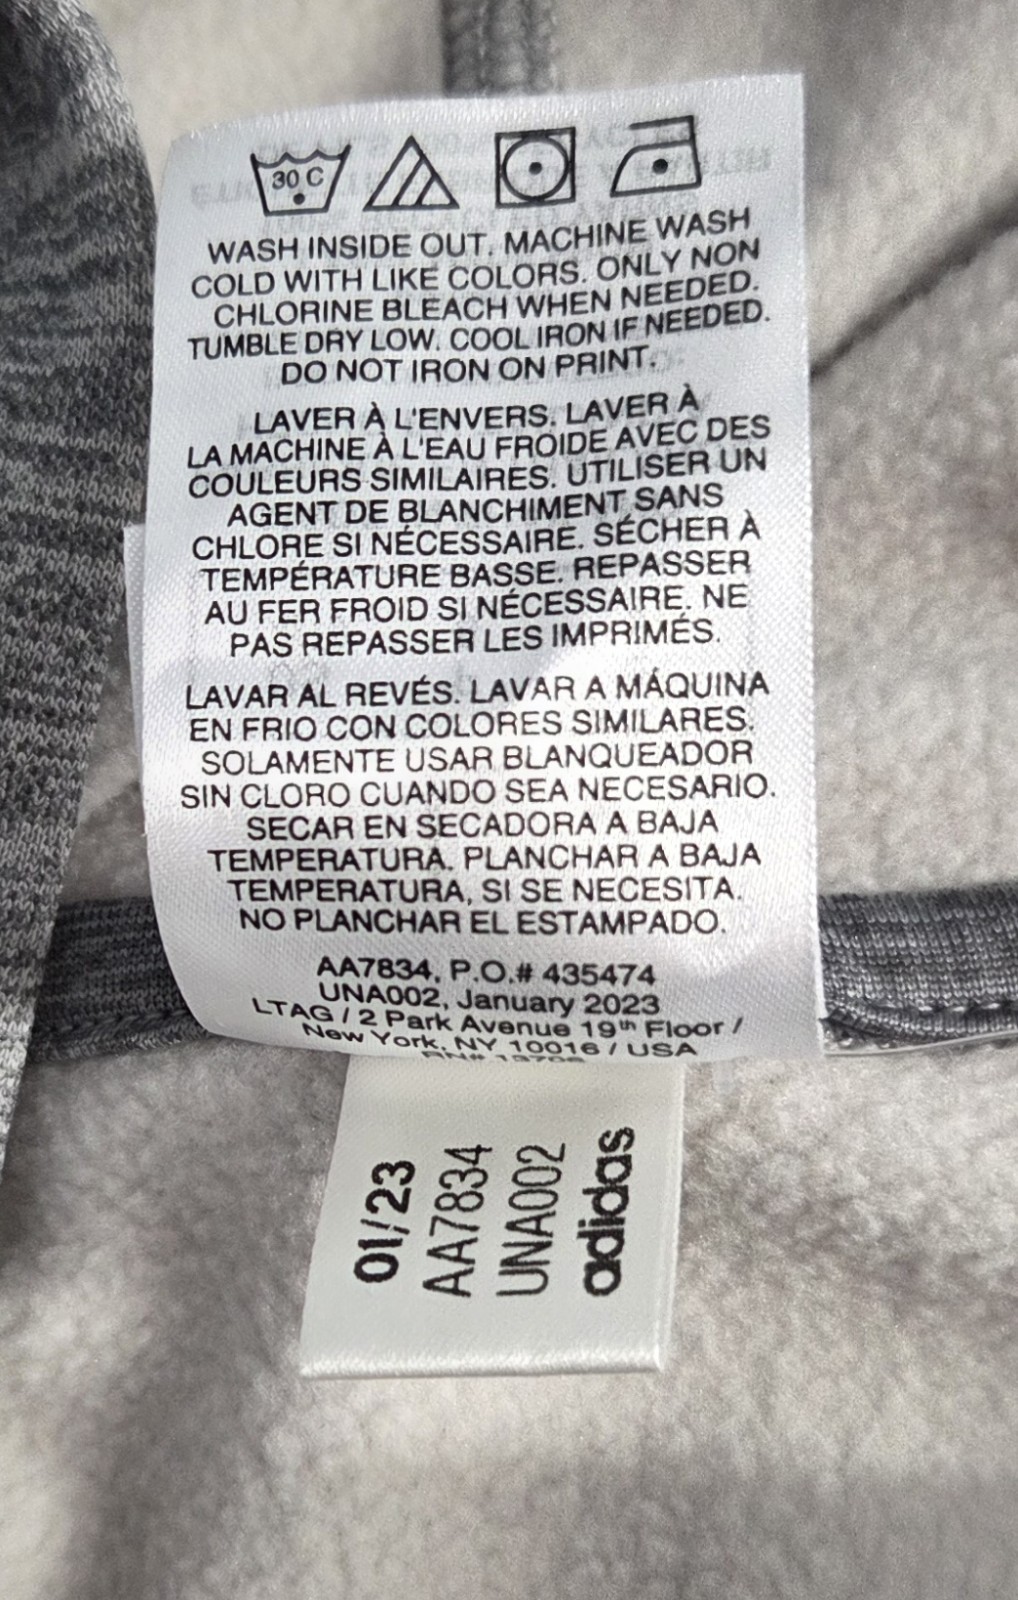 30 C
WASH INSIDE OUT. MACHINE WASH
COLD WITH LIKE COLORS. ONLY NON
CHLORINE BLEACH WHEN NEEDED.
TUMBLE DRY LOW. COOL IRON IF NEEDED.
DO NOT IRON ON PRINT.
LAVER À L'ENVERS. LAVER À
LA MACHINE À L'EAU FROIDE AVEC DES
COULEURS SIMILAIRES. UTILISER UN
AGENT DE BLANCHIMENT SANS
CHLORE SI NÉCESSAIRE. SÉCHER À
TEMPÉRATURE BASSE. REPASSER
AU FER FROID SI NÉCESSAIRE. NE
PAS REPASSER LES IMPRIMÉS.
LAVAR AL REVÉS. LAVAR A MÁQUINA
EN FRIO CON COLORES SIMILARES.
SOLAMENTE USAR BLANQUEADOR
SIN CLORO CUANDO SEA NECESARIO.
SECAR EN SECADORA A BAJA
TEMPERATURA. PLANCHAR A BAJA
TEMPERATURA, SI SE NECESITA.
NO PLANCHAR EL ESTAMPADO.
AA7834, P.O.# 435474
UNA002, January 2023
LTAG / 2 Park Avenue 19th Floor /
New York, NY 10016 / USA
01/23
AA7834
UNA002
adidas